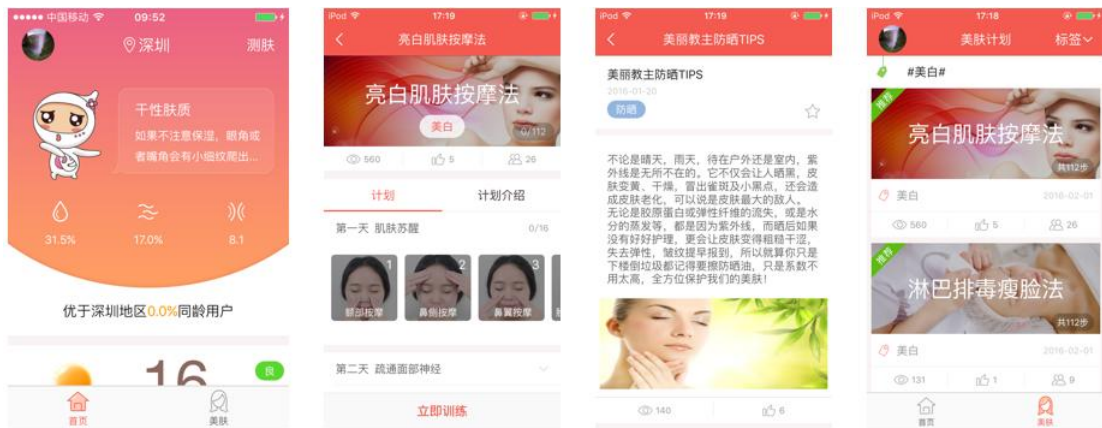 中国移动 09:52
深圳 测肤
干性肤质
如果不注意保湿，眼角或
者嘴角会有小细纹爬出...
31.5% 17.0% 8.1
优于深圳地区0.0%同龄用户
16 良
首页 美肤
iPod 17:19
亮白肌肤按摩法
亮白肌肤按摩法
美白
0/112
560 5 26
计划 计划介绍
第一天 肌肤苏醒 0/16
1 2 3
额部按摩 鼻侧按摩 鼻翼按摩
第二天 疏通面部神经
立即训练
iPod 17:19
美丽教主防晒TIPS
美丽教主防晒TIPS
2016-01-20
防晒
不论是晴天，雨天，待在户外还是室内，紫
外线是无所不在的。它不仅会让人晒黑，皮
肤变黄、干燥，冒出雀斑及小黑点，还会造
成皮肤老化，可以说是皮肤最大的敌人。
无论是胶原蛋白或弹性纤维的流失，或是水
分的蒸发等，都是因为紫外线，而晒后如果
没有好好护理，更会让皮肤变得粗糙干涩，
失去弹性，皱纹提早报到，所以就算你只是
下楼倒垃圾都记得要擦防晒油，只是系数不
用太高，全方位保护我们的美肤！
140 6
iPod 17:18
美肤计划 标签
#美白#
推荐
亮白肌肤按摩法
共112步
美白 2016-02-01
560 5 26
推荐
淋巴排毒瘦脸法
共112步
美白 2016-02-01
131 1 9
首页 美肤